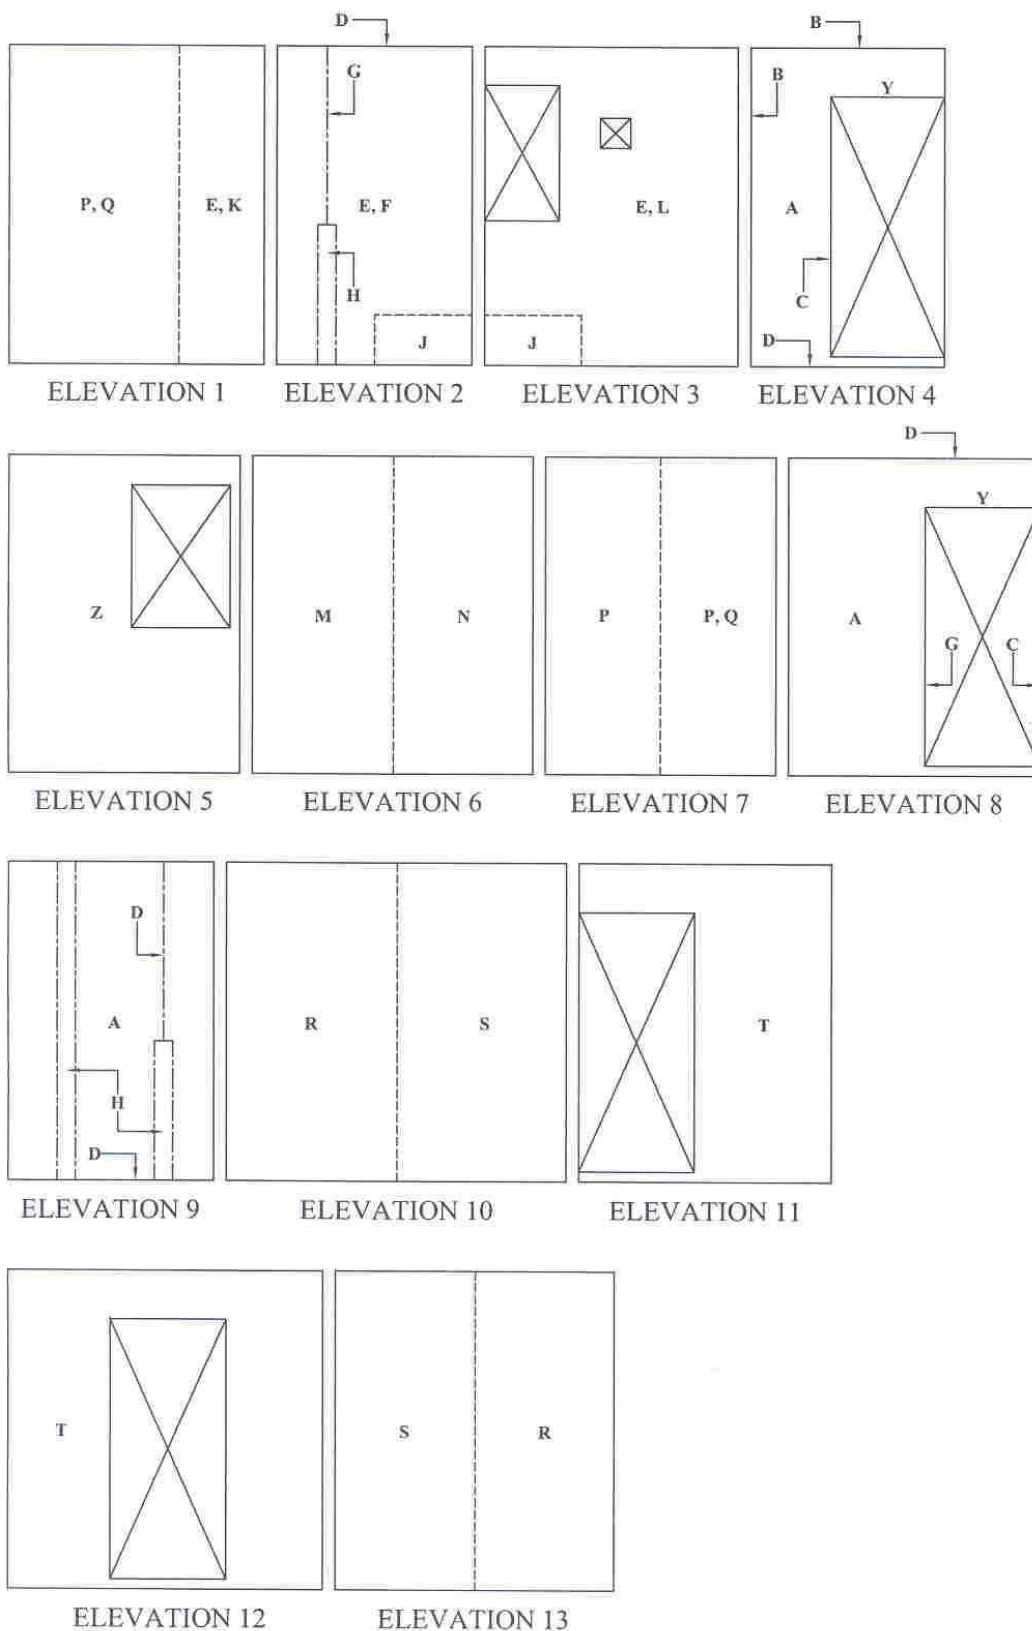 D
B
G
B
Y
P, Q
E, K
E, F
E, L
A
H
C
J
J
D
ELEVATION 1
ELEVATION 2
ELEVATION 3
ELEVATION 4
D
Y
Z
M
N
P
P, Q
A
G
C
ELEVATION 5
ELEVATION 6
ELEVATION 7
ELEVATION 8
D
A
R
S
T
H
D
ELEVATION 9
ELEVATION 10
ELEVATION 11
T
S
R
ELEVATION 12
ELEVATION 13